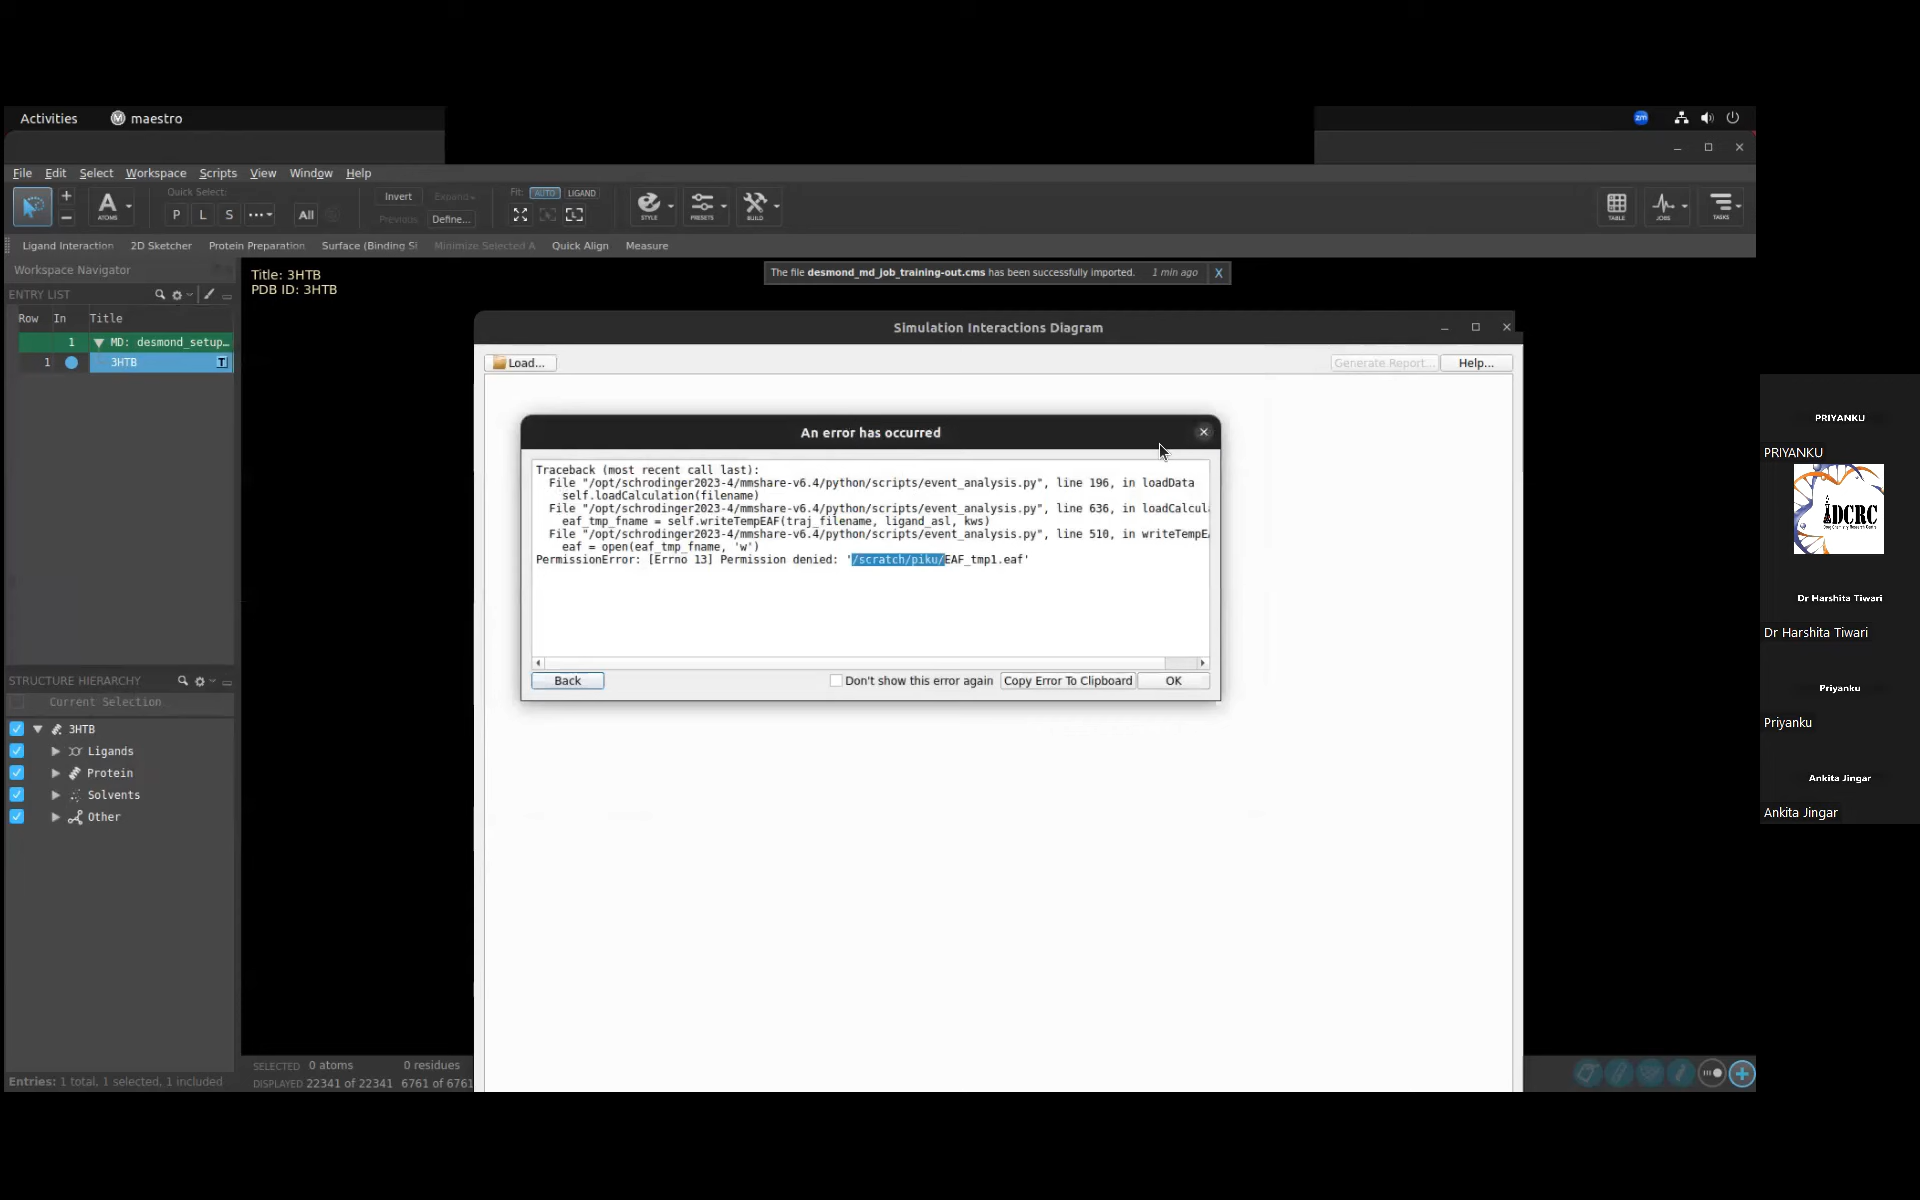 Activities
maestro
zm
File Edit Select Workspace Scripts View Window Help
Quick Select:
Invert Expand
Fit: AUTO LIGAND
ATOMS
P L S ... All
Previous Define...
STYLE PRESETS BUILD
TABLE JOBS TASKS
Ligand Interaction 2D Sketcher Protein Preparation Surface (Binding Si Minimize Selected A Quick Align Measure
Workspace Navigator
ENTRY LIST
Row In Title
1 MD: desmond_setup…
1 3HTB T
Title: 3HTB
PDB ID: 3HTB
The file desmond_md_job_training-out.cms has been successfully imported. 1 min ago X
Simulation Interactions Diagram
Load...
Generate Report...
Help...
An error has occurred
Traceback (most recent call last):
File "/opt/schrodinger2023-4/mmshare-v6.4/python/scripts/event_analysis.py", line 196, in loadData
self.loadCalculation(filename)
File "/opt/schrodinger2023-4/mmshare-v6.4/python/scripts/event_analysis.py", line 636, in loadCalcul
eaf_tmp_fname = self.writeTempEAF(traj_filename, ligand_asl, kws)
File "/opt/schrodinger2023-4/mmshare-v6.4/python/scripts/event_analysis.py", line 510, in writeTempE
eaf = open(eaf_tmp_fname, 'w')
PermissionError: [Errno 13] Permission denied: '/scratch/piku/EAF_tmp1.eaf'
Back
Don't show this error again
Copy Error To Clipboard
OK
STRUCTURE HIERARCHY
Current Selection
3HTB
Ligands
Protein
Solvents
Other
Entries: 1 total, 1 selected, 1 included
SELECTED 0 atoms 0 residues
DISPLAYED 22341 of 22341 6761 of 6761
PRIYANKU
PRIYANKU
DCRC
Dr Harshita Tiwari
Dr Harshita Tiwari
Priyanku
Priyanku
Ankita Jingar
Ankita Jingar